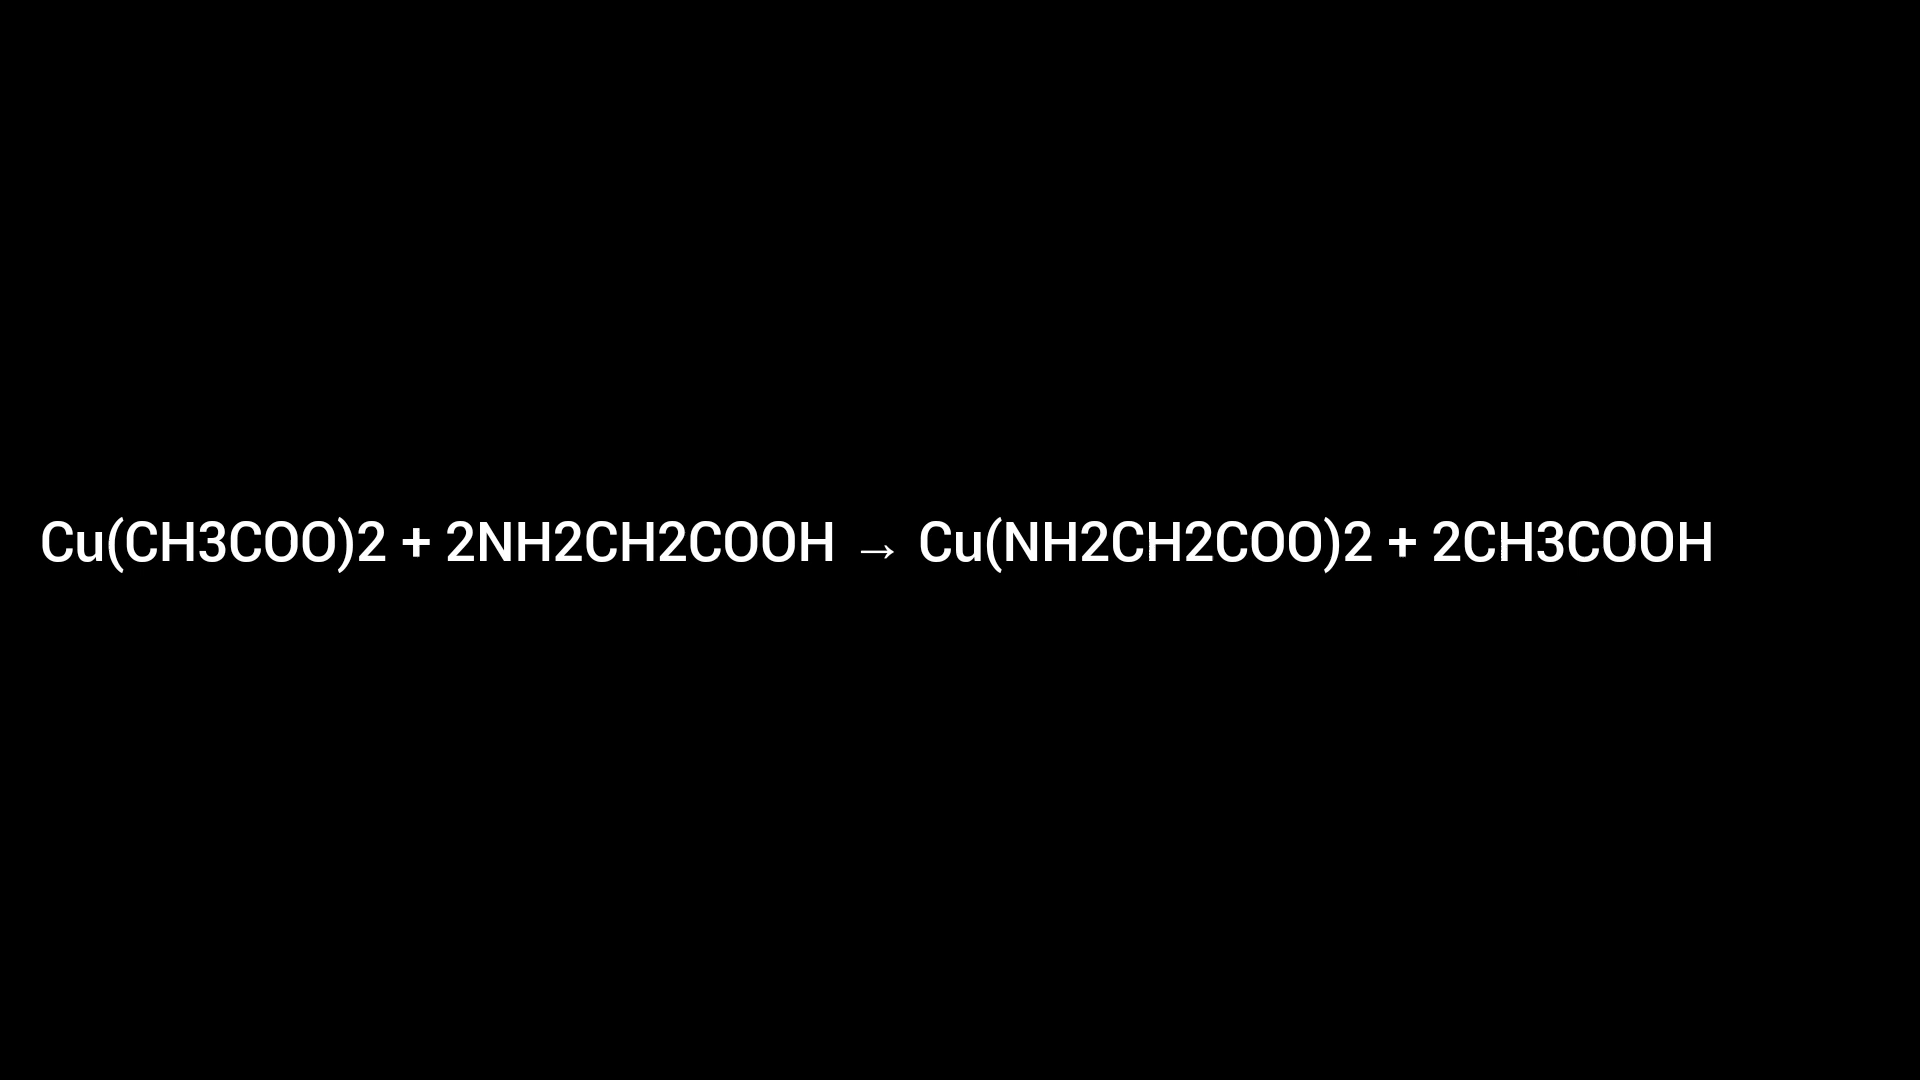 Cu(CH3COO)2 + 2NH2CH2COOH → Cu(NH2CH2COO)2 + 2CH3COOH